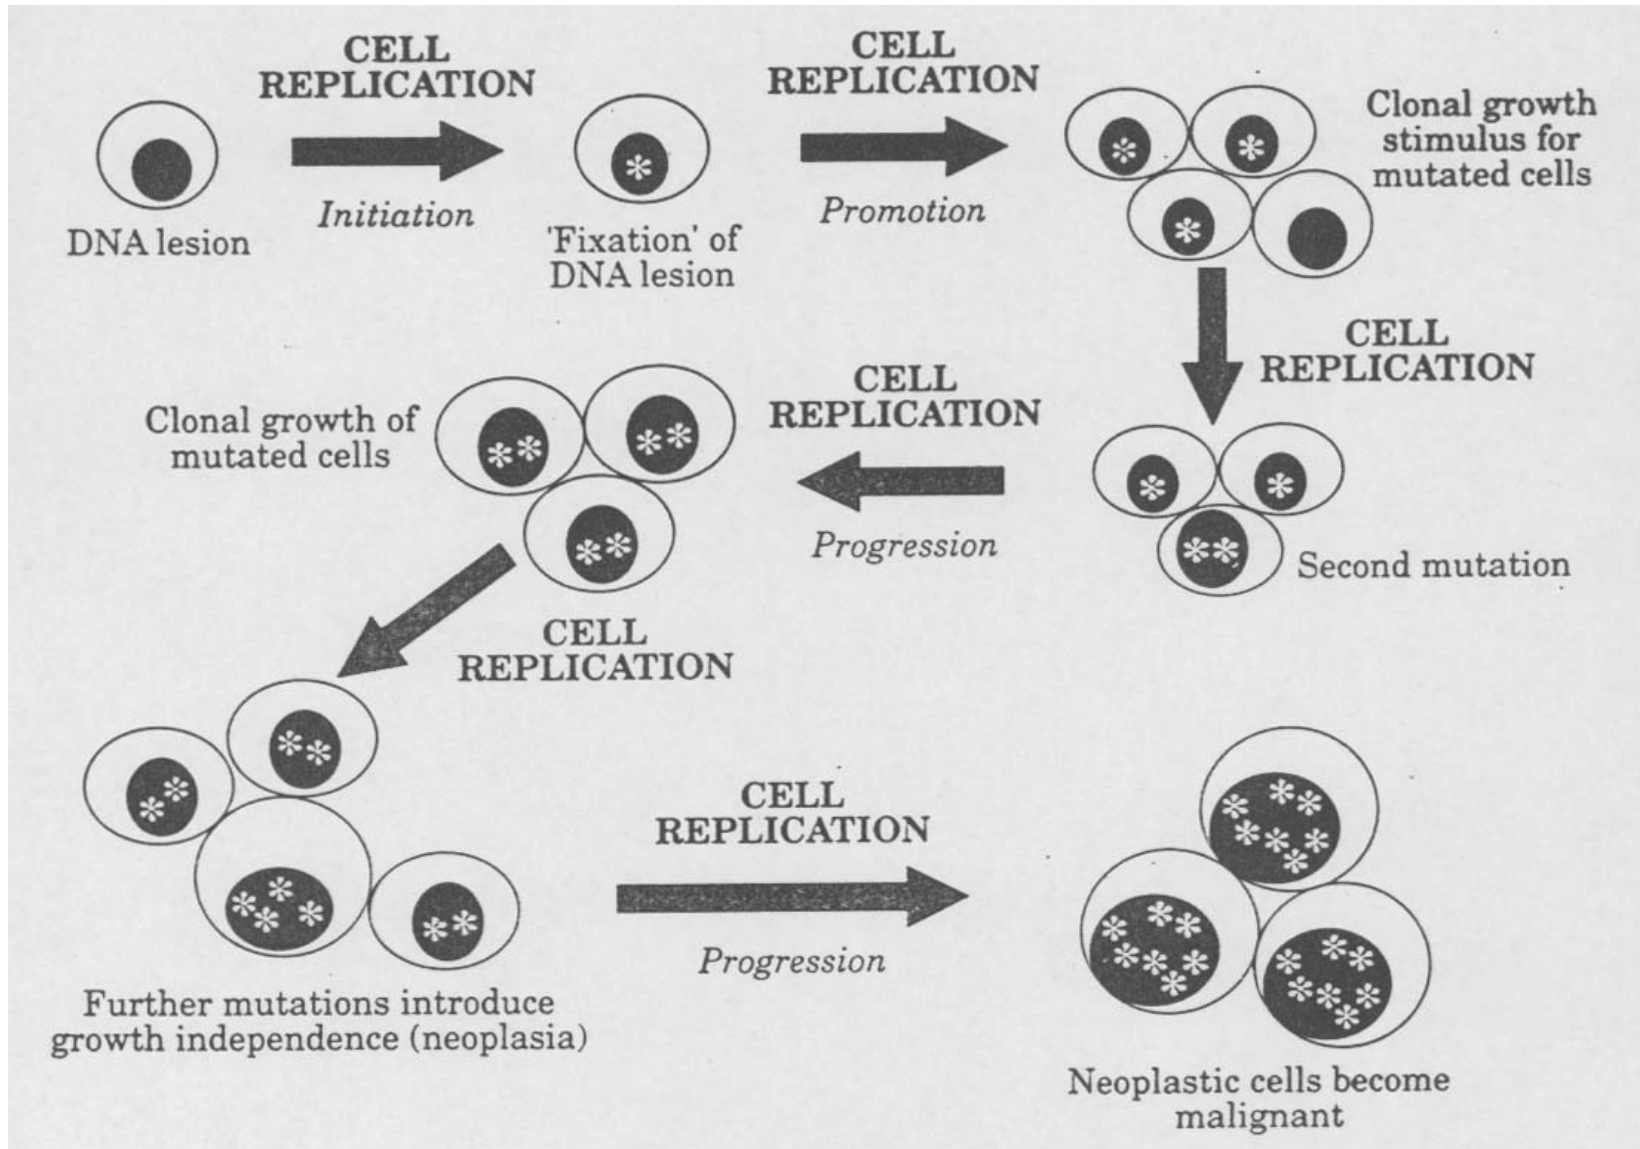 CELL
REPLICATION
Initiation
DNA lesion
'Fixation' of
DNA lesion
CELL
REPLICATION
Promotion
Clonal growth
stimulus for
mutated cells
CELL
REPLICATION
Second mutation
CELL
REPLICATION
Progression
Clonal growth of
mutated cells
CELL
REPLICATION
Further mutations introduce
growth independence (neoplasia)
CELL
REPLICATION
Progression
Neoplastic cells become
malignant